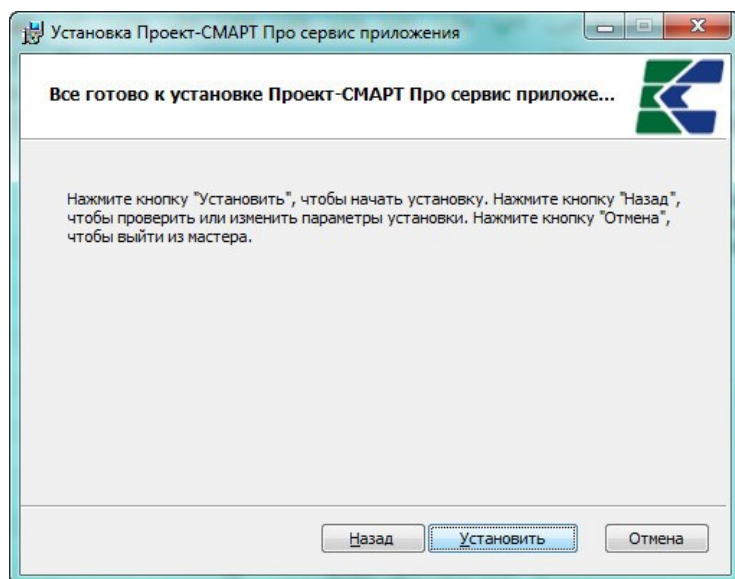 Установка Проект-СМАРТ Про сервис приложения
Все готово к установке Проект-СМАРТ Про сервис приложе...
Нажмите кнопку "Установить", чтобы начать установку. Нажмите кнопку "Назад",
чтобы проверить или изменить параметры установки. Нажмите кнопку "Отмена",
чтобы выйти из мастера.
Назад Установить Отмена